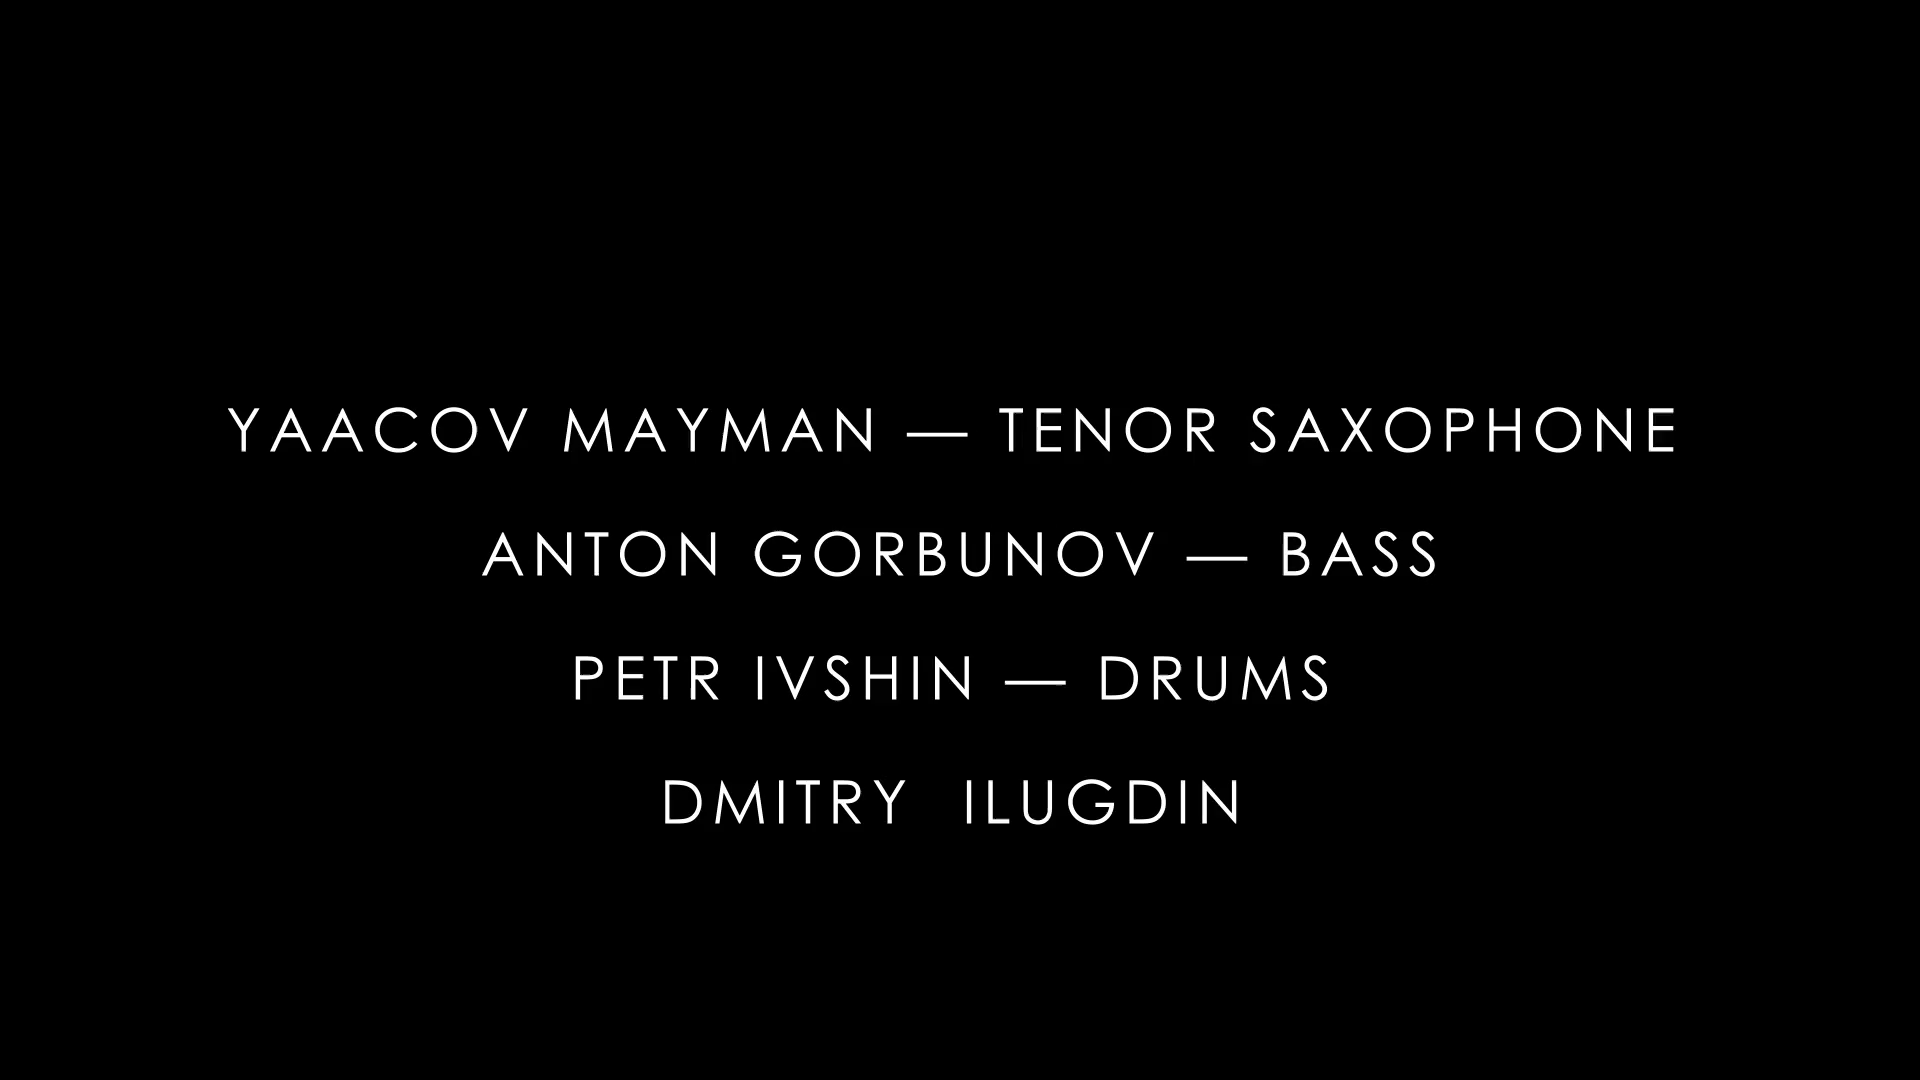 YAACOV MAYMAN — TENOR SAXOPHONE
ANTON GORBUNOV — BASS
PETR IVSHIN — DRUMS
DMITRY ILUGDIN